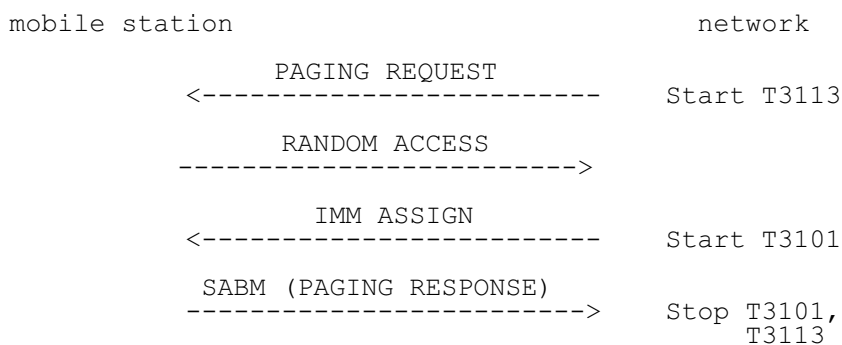 mobile station network
PAGING REQUEST
<------------------------- Start T3113
RANDOM ACCESS
------------------------->
IMM ASSIGN
<------------------------- Start T3101
SABM (PAGING RESPONSE)
-------------------------> Stop T3101,
T3113